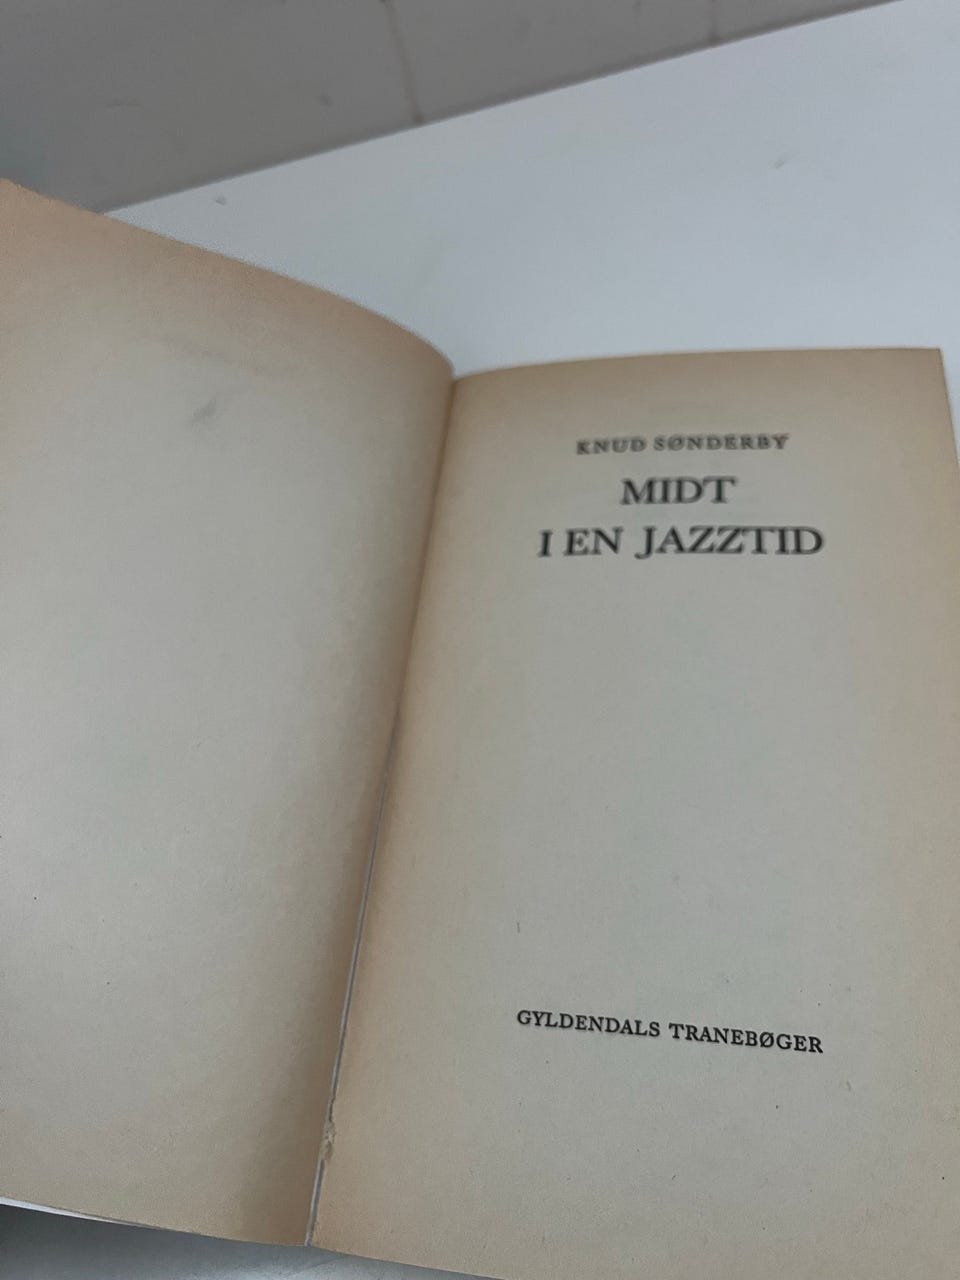 KNUD SØNDERBY
MIDT
I EN JAZZTID
GYLDENDALS TRANEBØGER